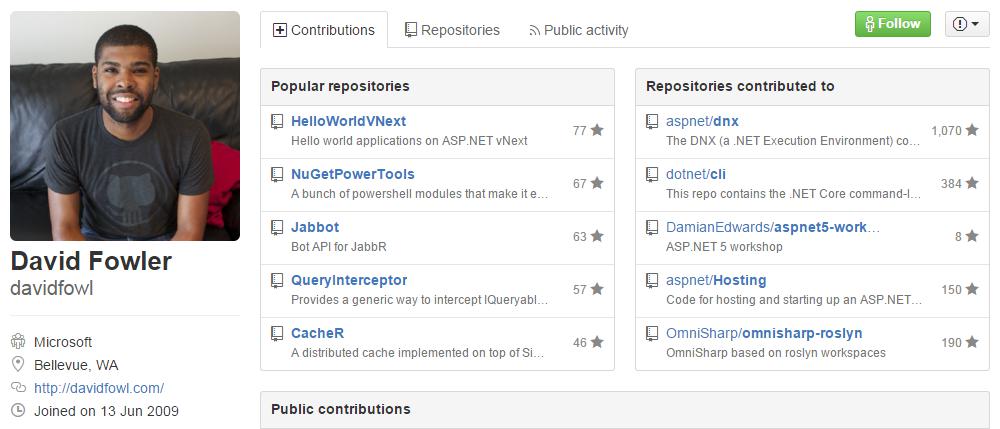 Contributions
Repositories
Public activity
Follow
Popular repositories
HelloWorldVNext
Hello world applications on ASP.NET vNext
77
NuGetPowerTools
A bunch of powershell modules that make it e…
67
Jabbot
Bot API for JabbR
63
QueryInterceptor
Provides a generic way to intercept IQueryabl…
57
CacheR
A distributed cache implemented on top of Si…
46
Repositories contributed to
aspnet/dnx
The DNX (a .NET Execution Environment) co…
1,070
dotnet/cli
This repo contains the .NET Core command-l…
384
DamianEdwards/aspnet5-work…
ASP.NET 5 workshop
8
aspnet/Hosting
Code for hosting and starting up an ASP.NET…
150
OmniSharp/omnisharp-roslyn
OmniSharp based on roslyn workspaces
190
Public contributions
David Fowler
davidfowl
Microsoft
Bellevue, WA
http://davidfowl.com/
Joined on 13 Jun 2009